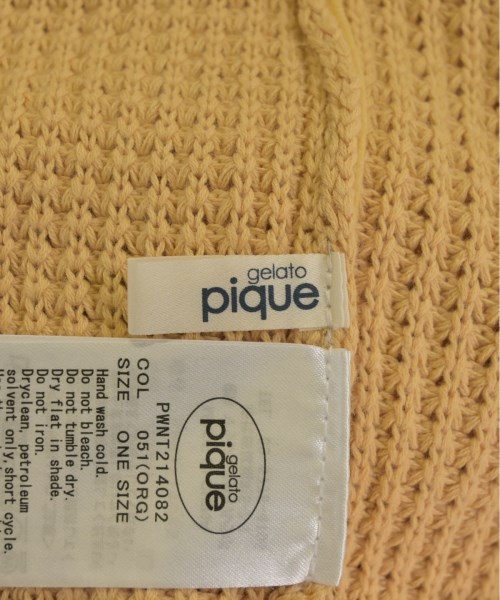 gelato
pique
gelato
pique
PWNT214082
COL 051(ORG)
SIZE ONE SIZE
Hand wash cold.
Do not bleach.
Do not tumble dry.
Dry flat in shade.
Do not iron.
Dryclean, petroleum
solvent only, short cycle.